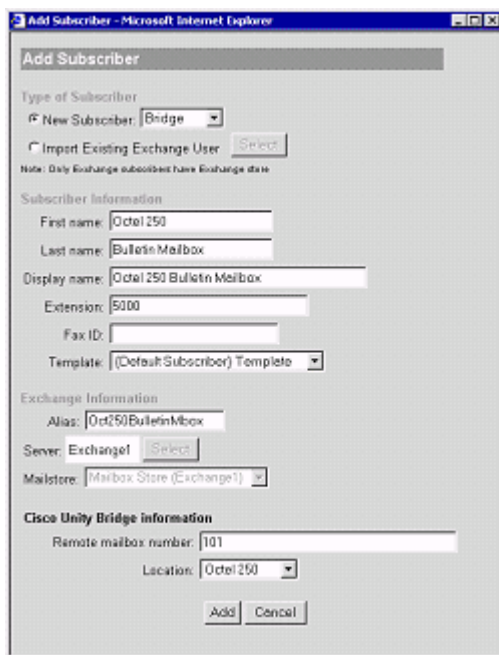 Add Subscriber - Microsoft Internet Explorer
Add Subscriber
Type of Subscriber
New Subscriber: Bridge
Import Existing Exchange User Select
Note: Only Exchange subscribers have Exchange store
Subscriber Information
First name: Octel 250
Last name: Bulletin Mailbox
Display name: Octel 250 Bulletin Mailbox
Extension: 5000
Fax ID:
Template: (Default Subscriber) Template
Exchange Information
Alias: Oct250BulletinMbox
Server: Exchange1 Select
Mailstore: Mailbox Store (Exchange1)
Cisco Unity Bridge information
Remote mailbox number: 101
Location: Octel 250
Add Cancel